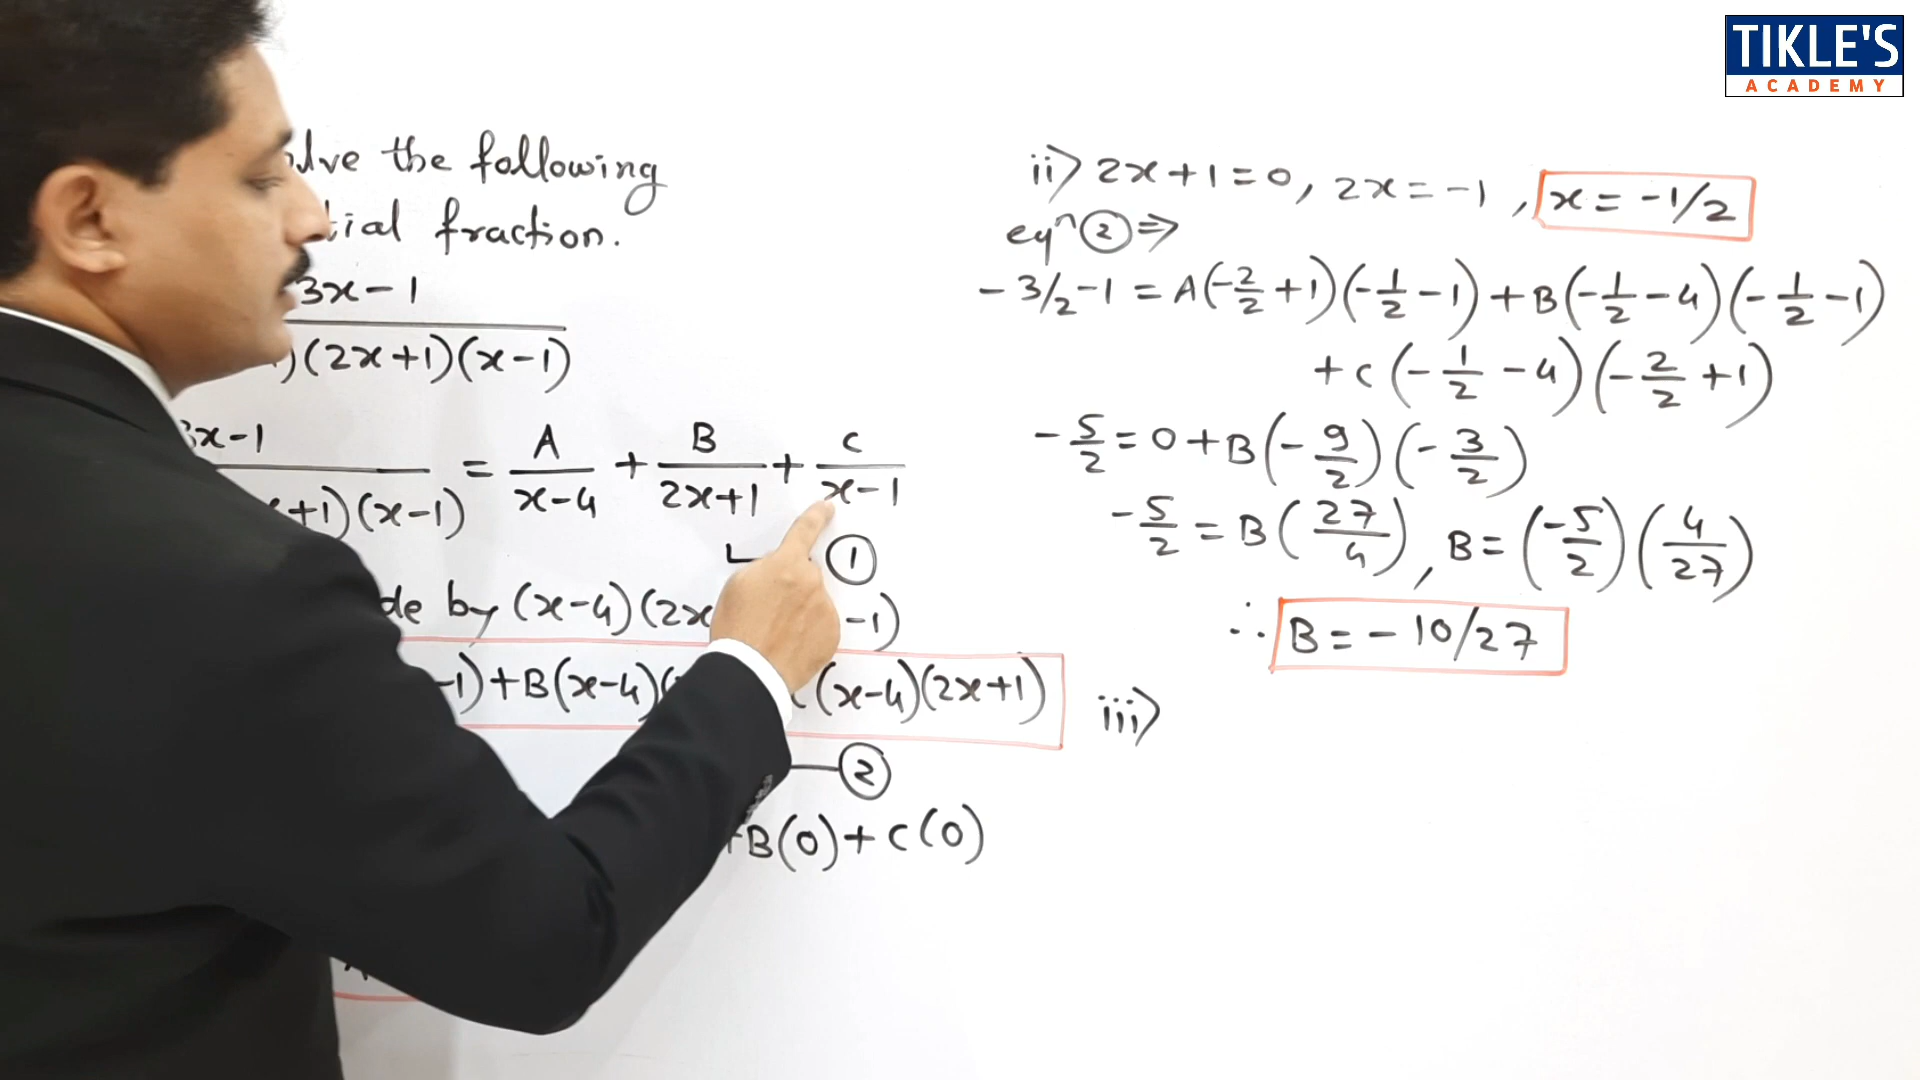 TIKLE'S
ACADEMY
the following
fraction.
3x-1
)(2x+1)(x-1)
x-1 = A/x-4 + B/2x+1 + C/x-1
+1)(x-1)
①
by (x-4)(2x -1)
-1)+B(x-4)( (x-4)(2x+1)
②
+B(0)+C(0)
ii) 2x+1=0, 2x=-1, x=-1/2
eqⁿ ② ⇒
-3/2-1 = A(-2/2+1)(-1/2-1)+B(-1/2-4)(-1/2-1)
+C(-1/2-4)(-2/2+1)
-5/2=0+B(-9/2)(-3/2)
-5/2=B(27/4), B=(-5/2)(4/27)
∴ B=-10/27
iii)